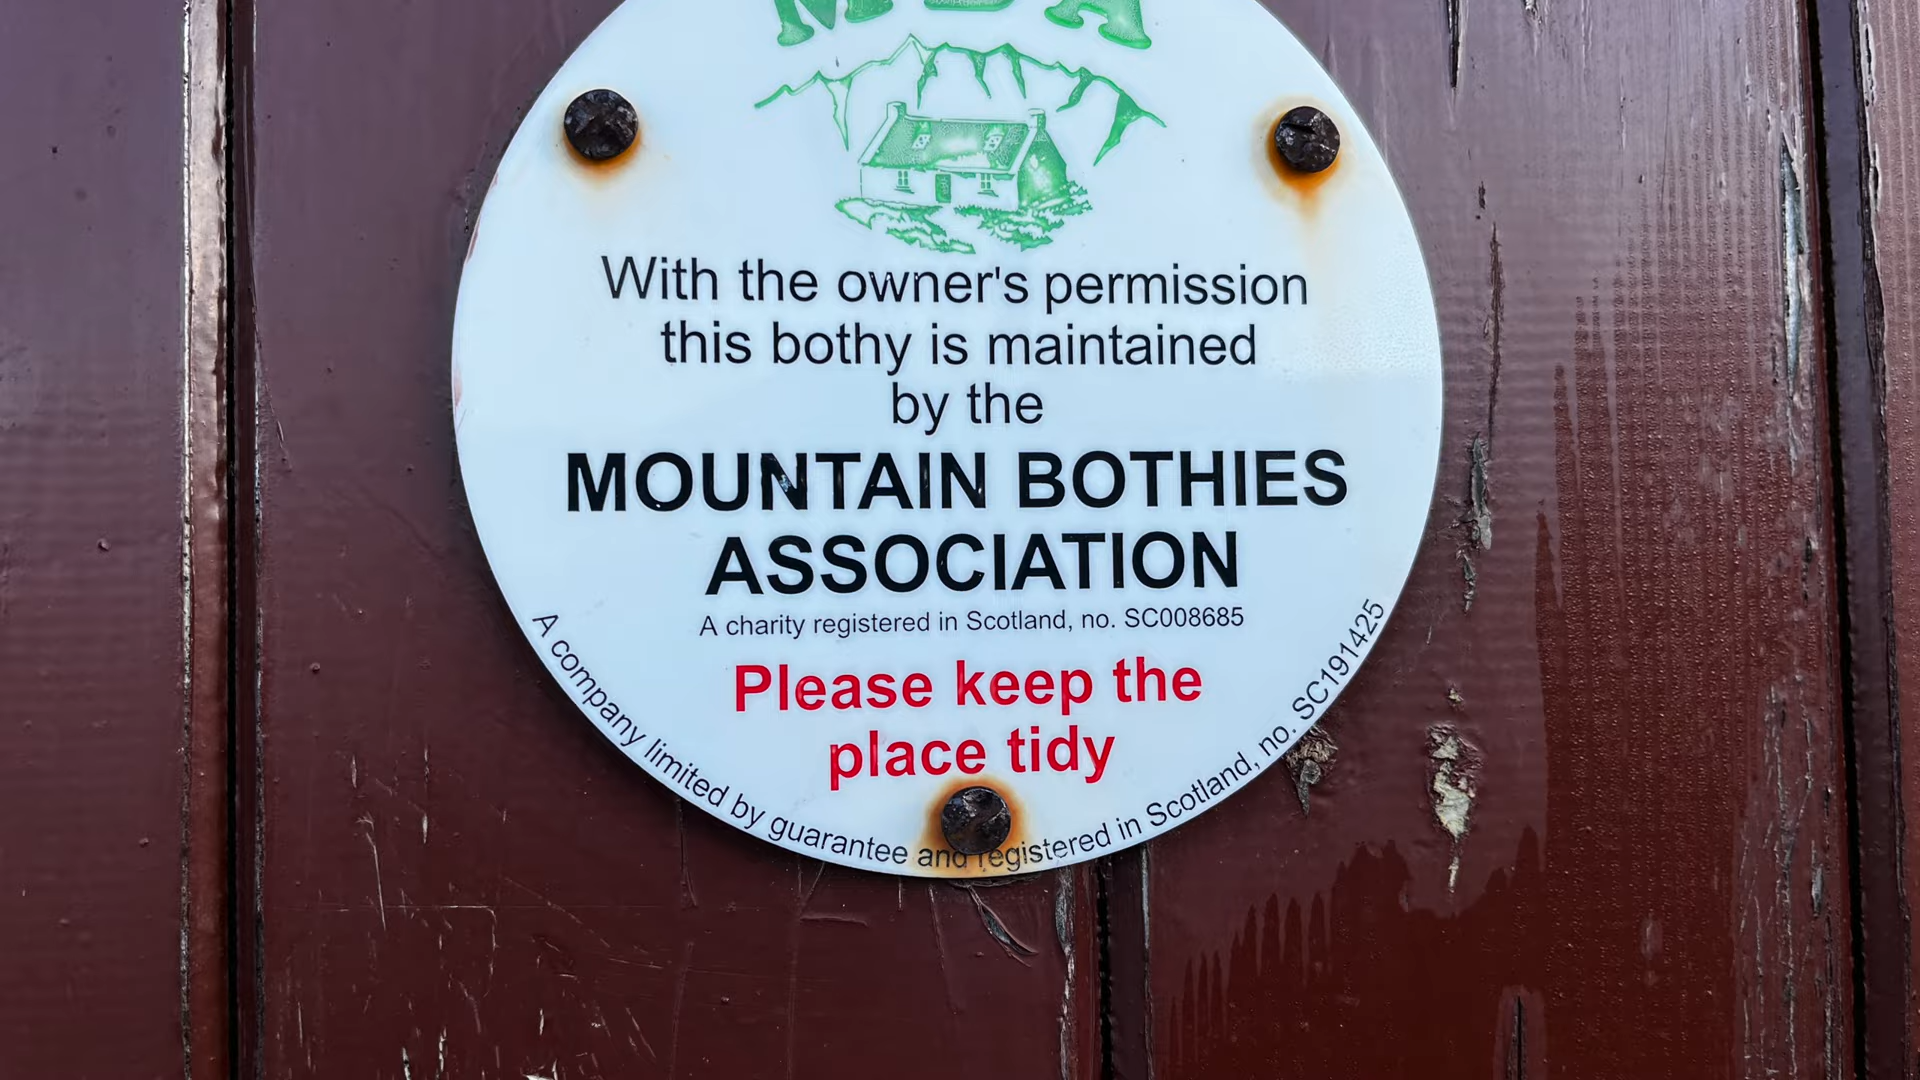 MBA
With the owner's permission
this bothy is maintained
by the
MOUNTAIN BOTHIES
ASSOCIATION
A charity registered in Scotland, no. SC008685
Please keep the
place tidy
A company limited by guarantee and registered in Scotland, no. SC191425